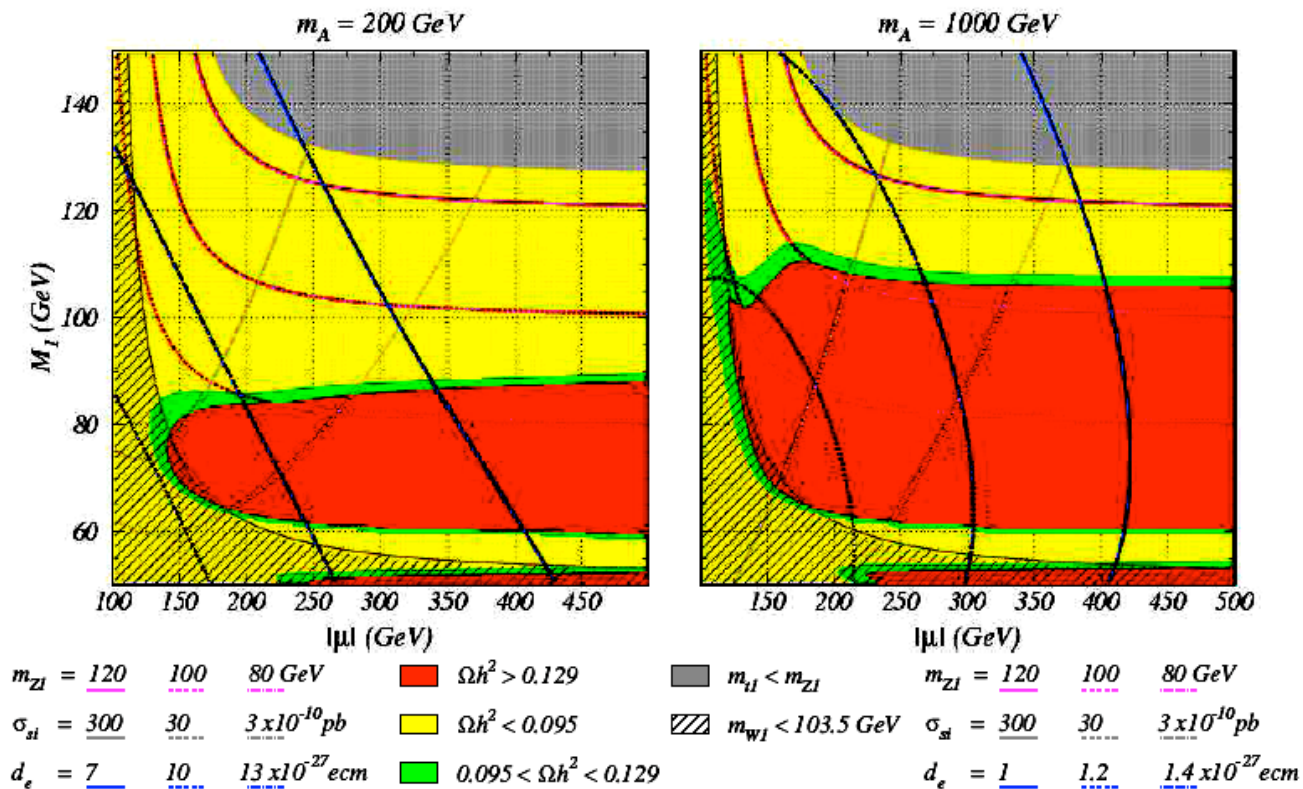 m_A = 200 GeV
m_A = 1000 GeV
M_1 (GeV)
140
120
100
80
60
100 150 200 250 300 350 400 450
150 200 250 300 350 400 450 500
|μ| (GeV)
|μ| (GeV)
m_Z1 = 120 100 80 GeV
σ_si = 300 30 3 x10^-10 pb
d_e = 7 10 13 x10^-27 ecm
Ωh² > 0.129
Ωh² < 0.095
0.095 < Ωh² < 0.129
m_t1 < m_Z1
m_W1 < 103.5 GeV
m_Z1 = 120 100 80 GeV
σ_si = 300 30 3 x10^-10 pb
d_e = 1 1.2 1.4x10^-27 ecm